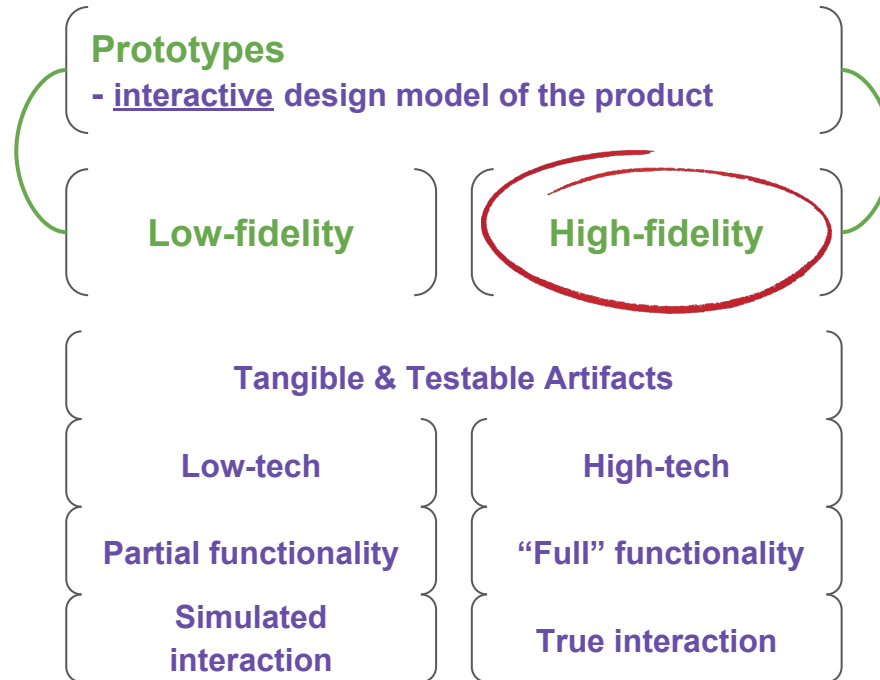 Prototypes
- interactive design model of the product
Low-fidelity
High-fidelity
Tangible & Testable Artifacts
Low-tech
High-tech
Partial functionality
“Full” functionality
Simulated
interaction
True interaction